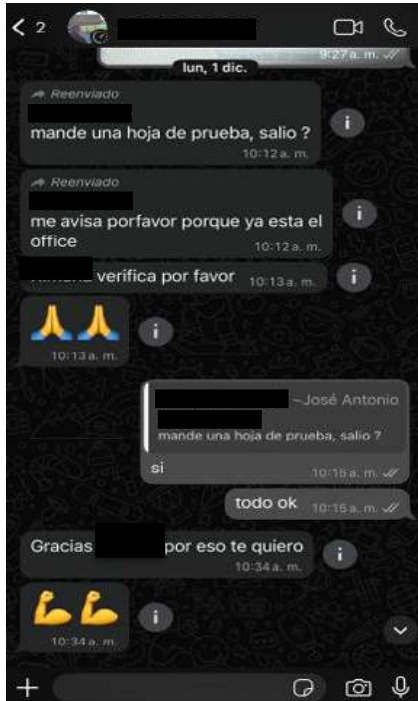 2
9:27 a. m.
lun, 1 dic.
Reenviado
mande una hoja de prueba, salio ?
10:12 a. m.
Reenviado
me avisa porfavor porque ya esta el
office
10:12 a. m.
verifica por favor 10:13 a. m.
10:13 a. m.
~José Antonio
mande una hoja de prueba, salio ?
si
10:15 a. m.
todo ok 10:15 a. m.
Gracias por eso te quiero
10:34 a. m.
10:34 a. m.